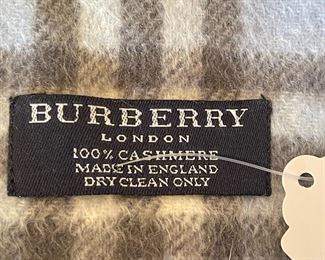 BURBERRY
LONDON
100% CASHMERE
MADE IN ENGLAND
DRY CLEAN ONLY